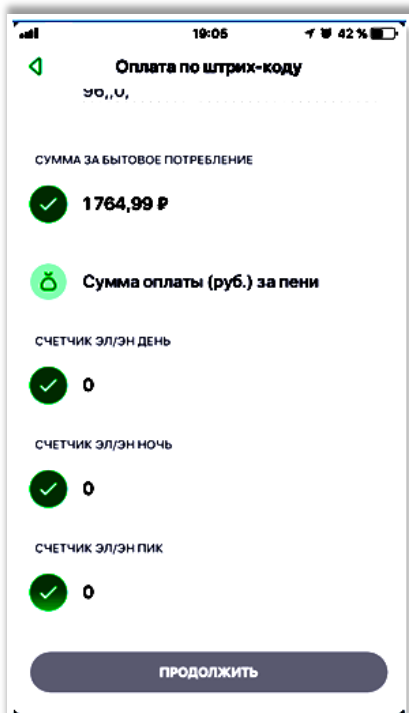 19:05
42 %
Оплата по штрих-коду
СУММА ЗА БЫТОВОЕ ПОТРЕБЛЕНИЕ
1764,99 ₽
Сумма оплаты (руб.) за пени
СЧЕТЧИК ЭЛ/ЭН ДЕНЬ
0
СЧЕТЧИК ЭЛ/ЭН НОЧЬ
0
СЧЕТЧИК ЭЛ/ЭН ПИК
0
ПРОДОЛЖИТЬ